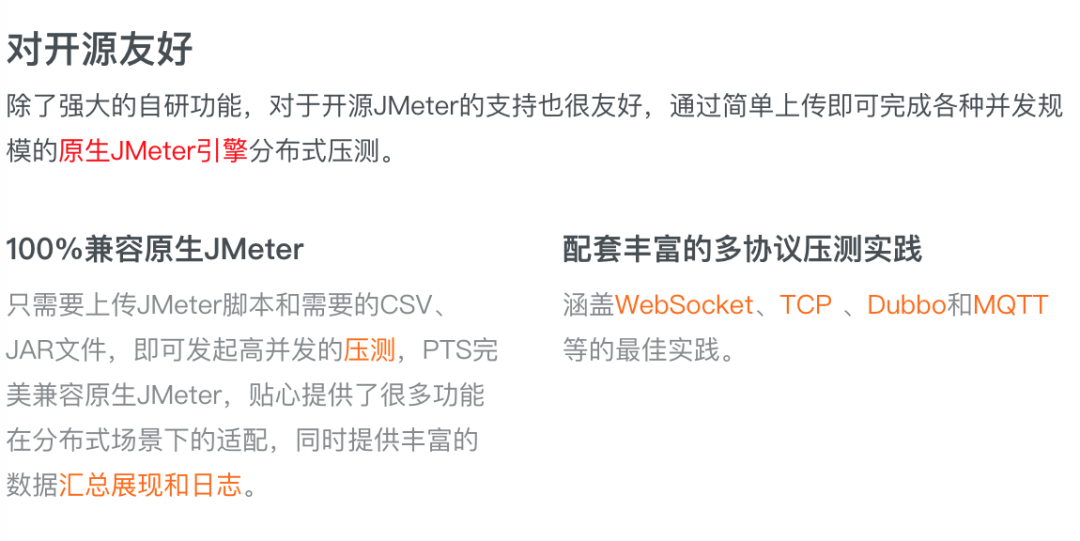 对开源友好
除了强大的自研功能，对于开源JMeter的支持也很友好，通过简单上传即可完成各种并发规
模的原生JMeter引擎分布式压测。
100%兼容原生JMeter
只需要上传JMeter脚本和需要的CSV、
JAR文件，即可发起高并发的压测，PTS完
美兼容原生JMeter，贴心提供了很多功能
在分布式场景下的适配，同时提供丰富的
数据汇总展现和日志。
配套丰富的多协议压测实践
涵盖WebSocket、TCP 、Dubbo和MQTT
等的最佳实践。